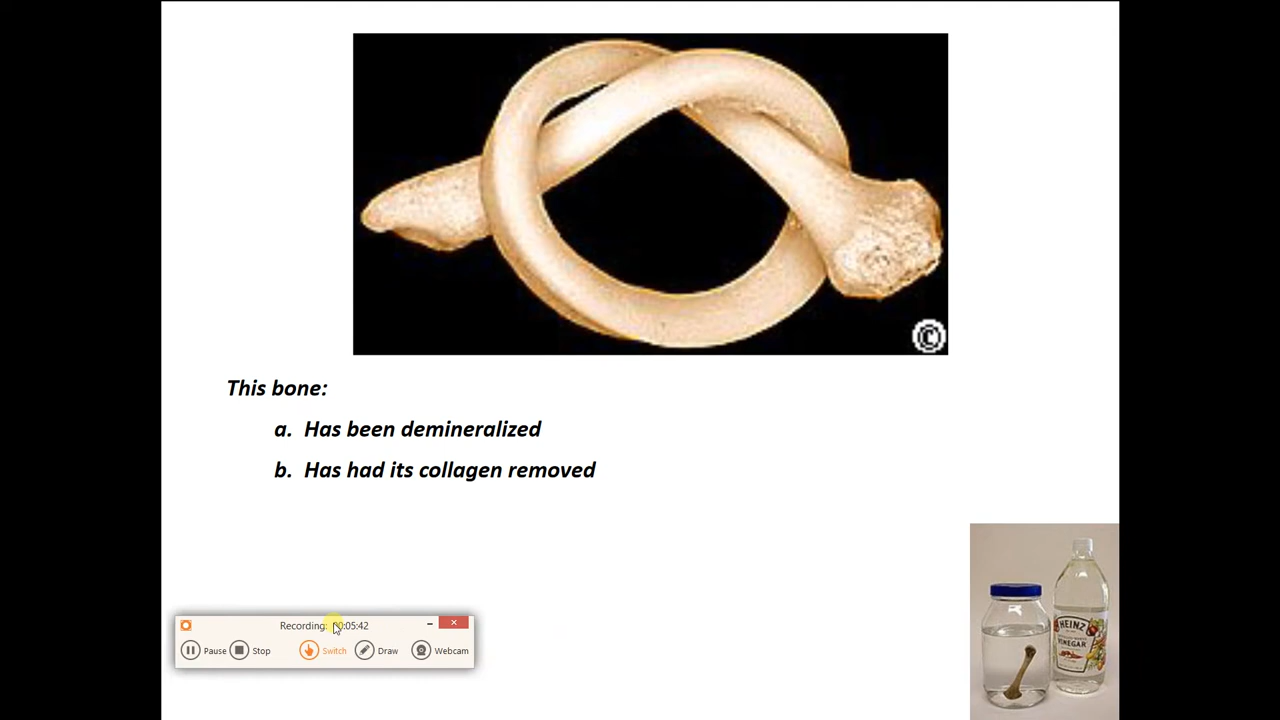 ©
This bone:
a. Has been demineralized
b. Has had its collagen removed
HEINZ
VINEGAR
Recording: 00:05:42
Pause Stop Switch Draw Webcam